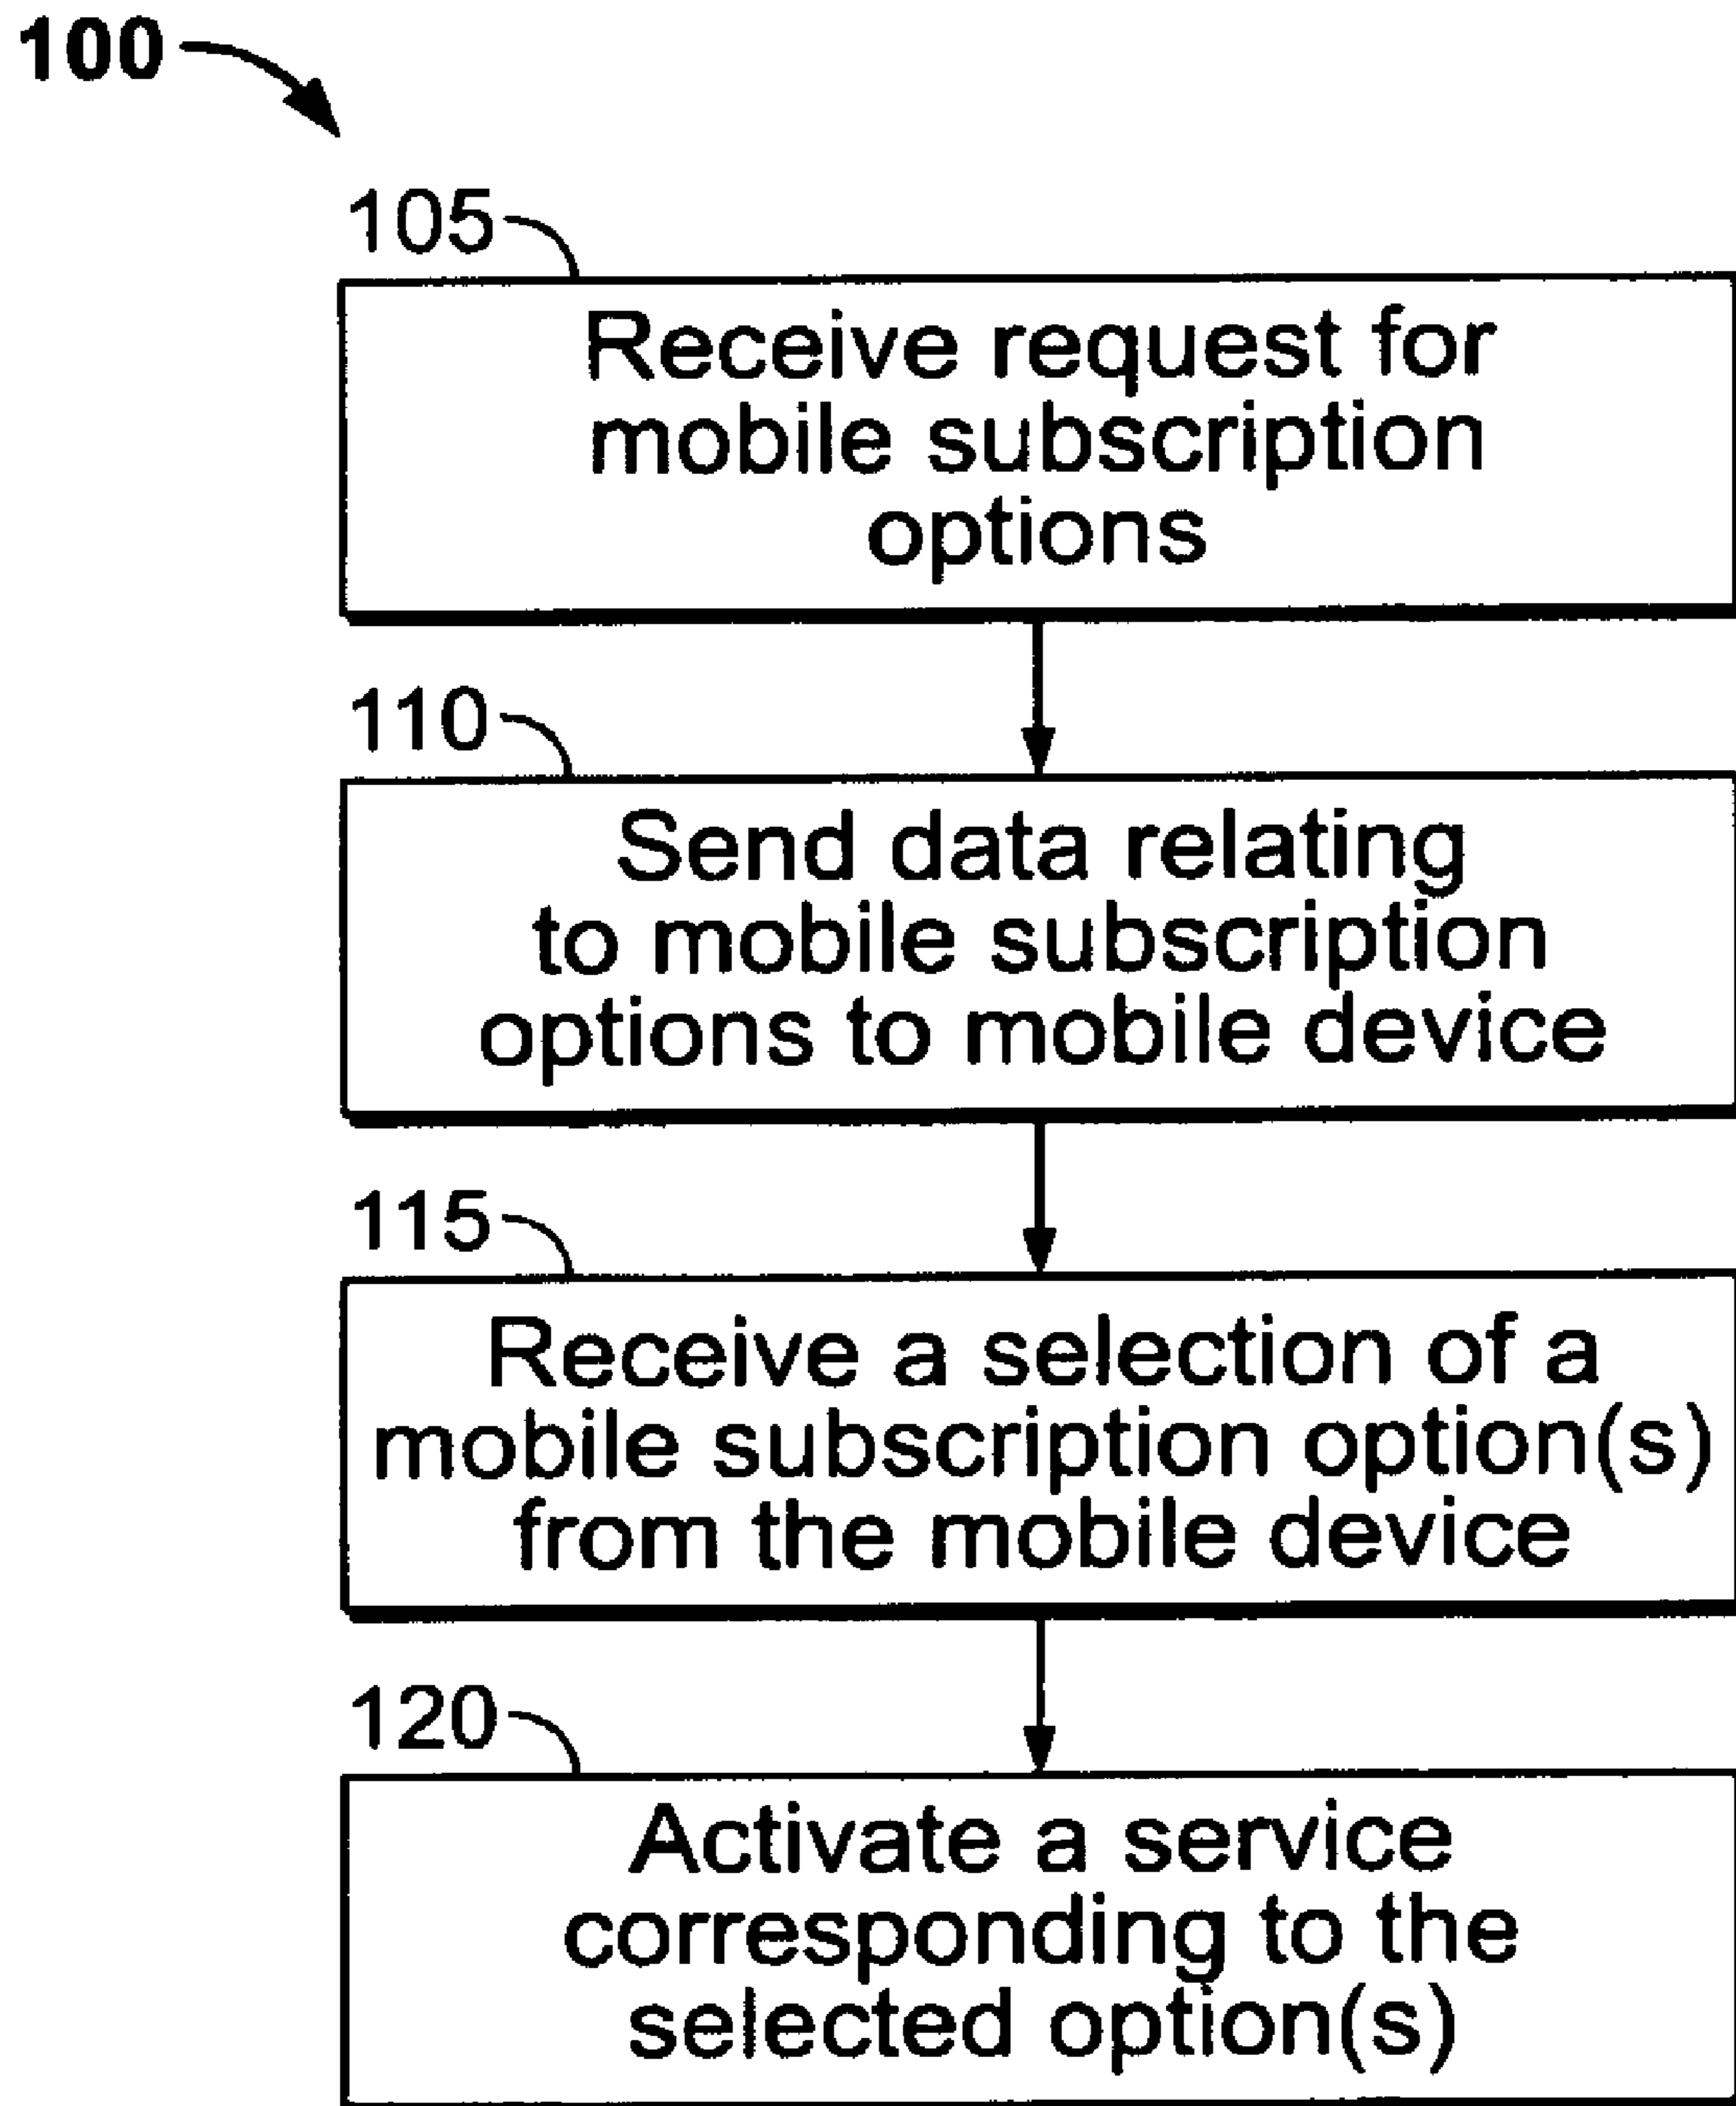 100
105
Receive request for
mobile subscription
options
110
Send data relating
to mobile subscription
options to mobile device
115
Receive a selection of a
mobile subscription option(s)
from the mobile device
120
Activate a service
corresponding to the
selected option(s)